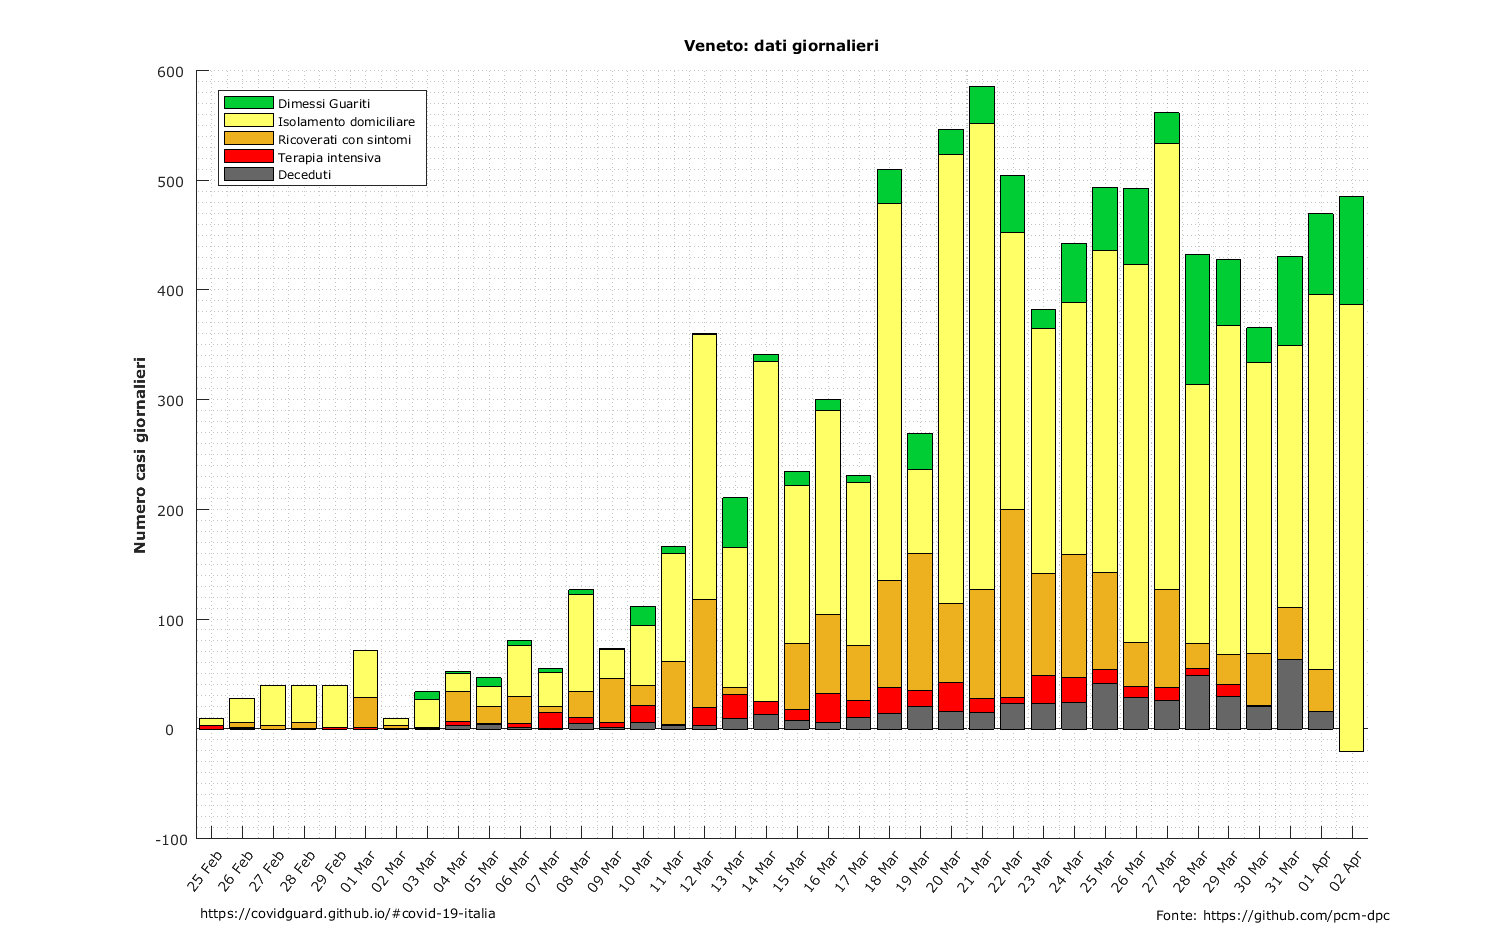 Veneto: dati giornalieri
600
500
400
300
200
100
0
-100
Numero casi giornalieri
Dimessi Guariti
Isolamento domiciliare
Ricoverati con sintomi
Terapia intensiva
Deceduti
25 Feb
26 Feb
27 Feb
28 Feb
29 Feb
01 Mar
02 Mar
03 Mar
04 Mar
05 Mar
06 Mar
07 Mar
08 Mar
09 Mar
10 Mar
11 Mar
12 Mar
13 Mar
14 Mar
15 Mar
16 Mar
17 Mar
18 Mar
19 Mar
20 Mar
21 Mar
22 Mar
23 Mar
24 Mar
25 Mar
26 Mar
27 Mar
28 Mar
29 Mar
30 Mar
31 Mar
01 Apr
02 Apr
https://covidguard.github.io/#covid-19-italia
Fonte: https://github.com/pcm-dpc